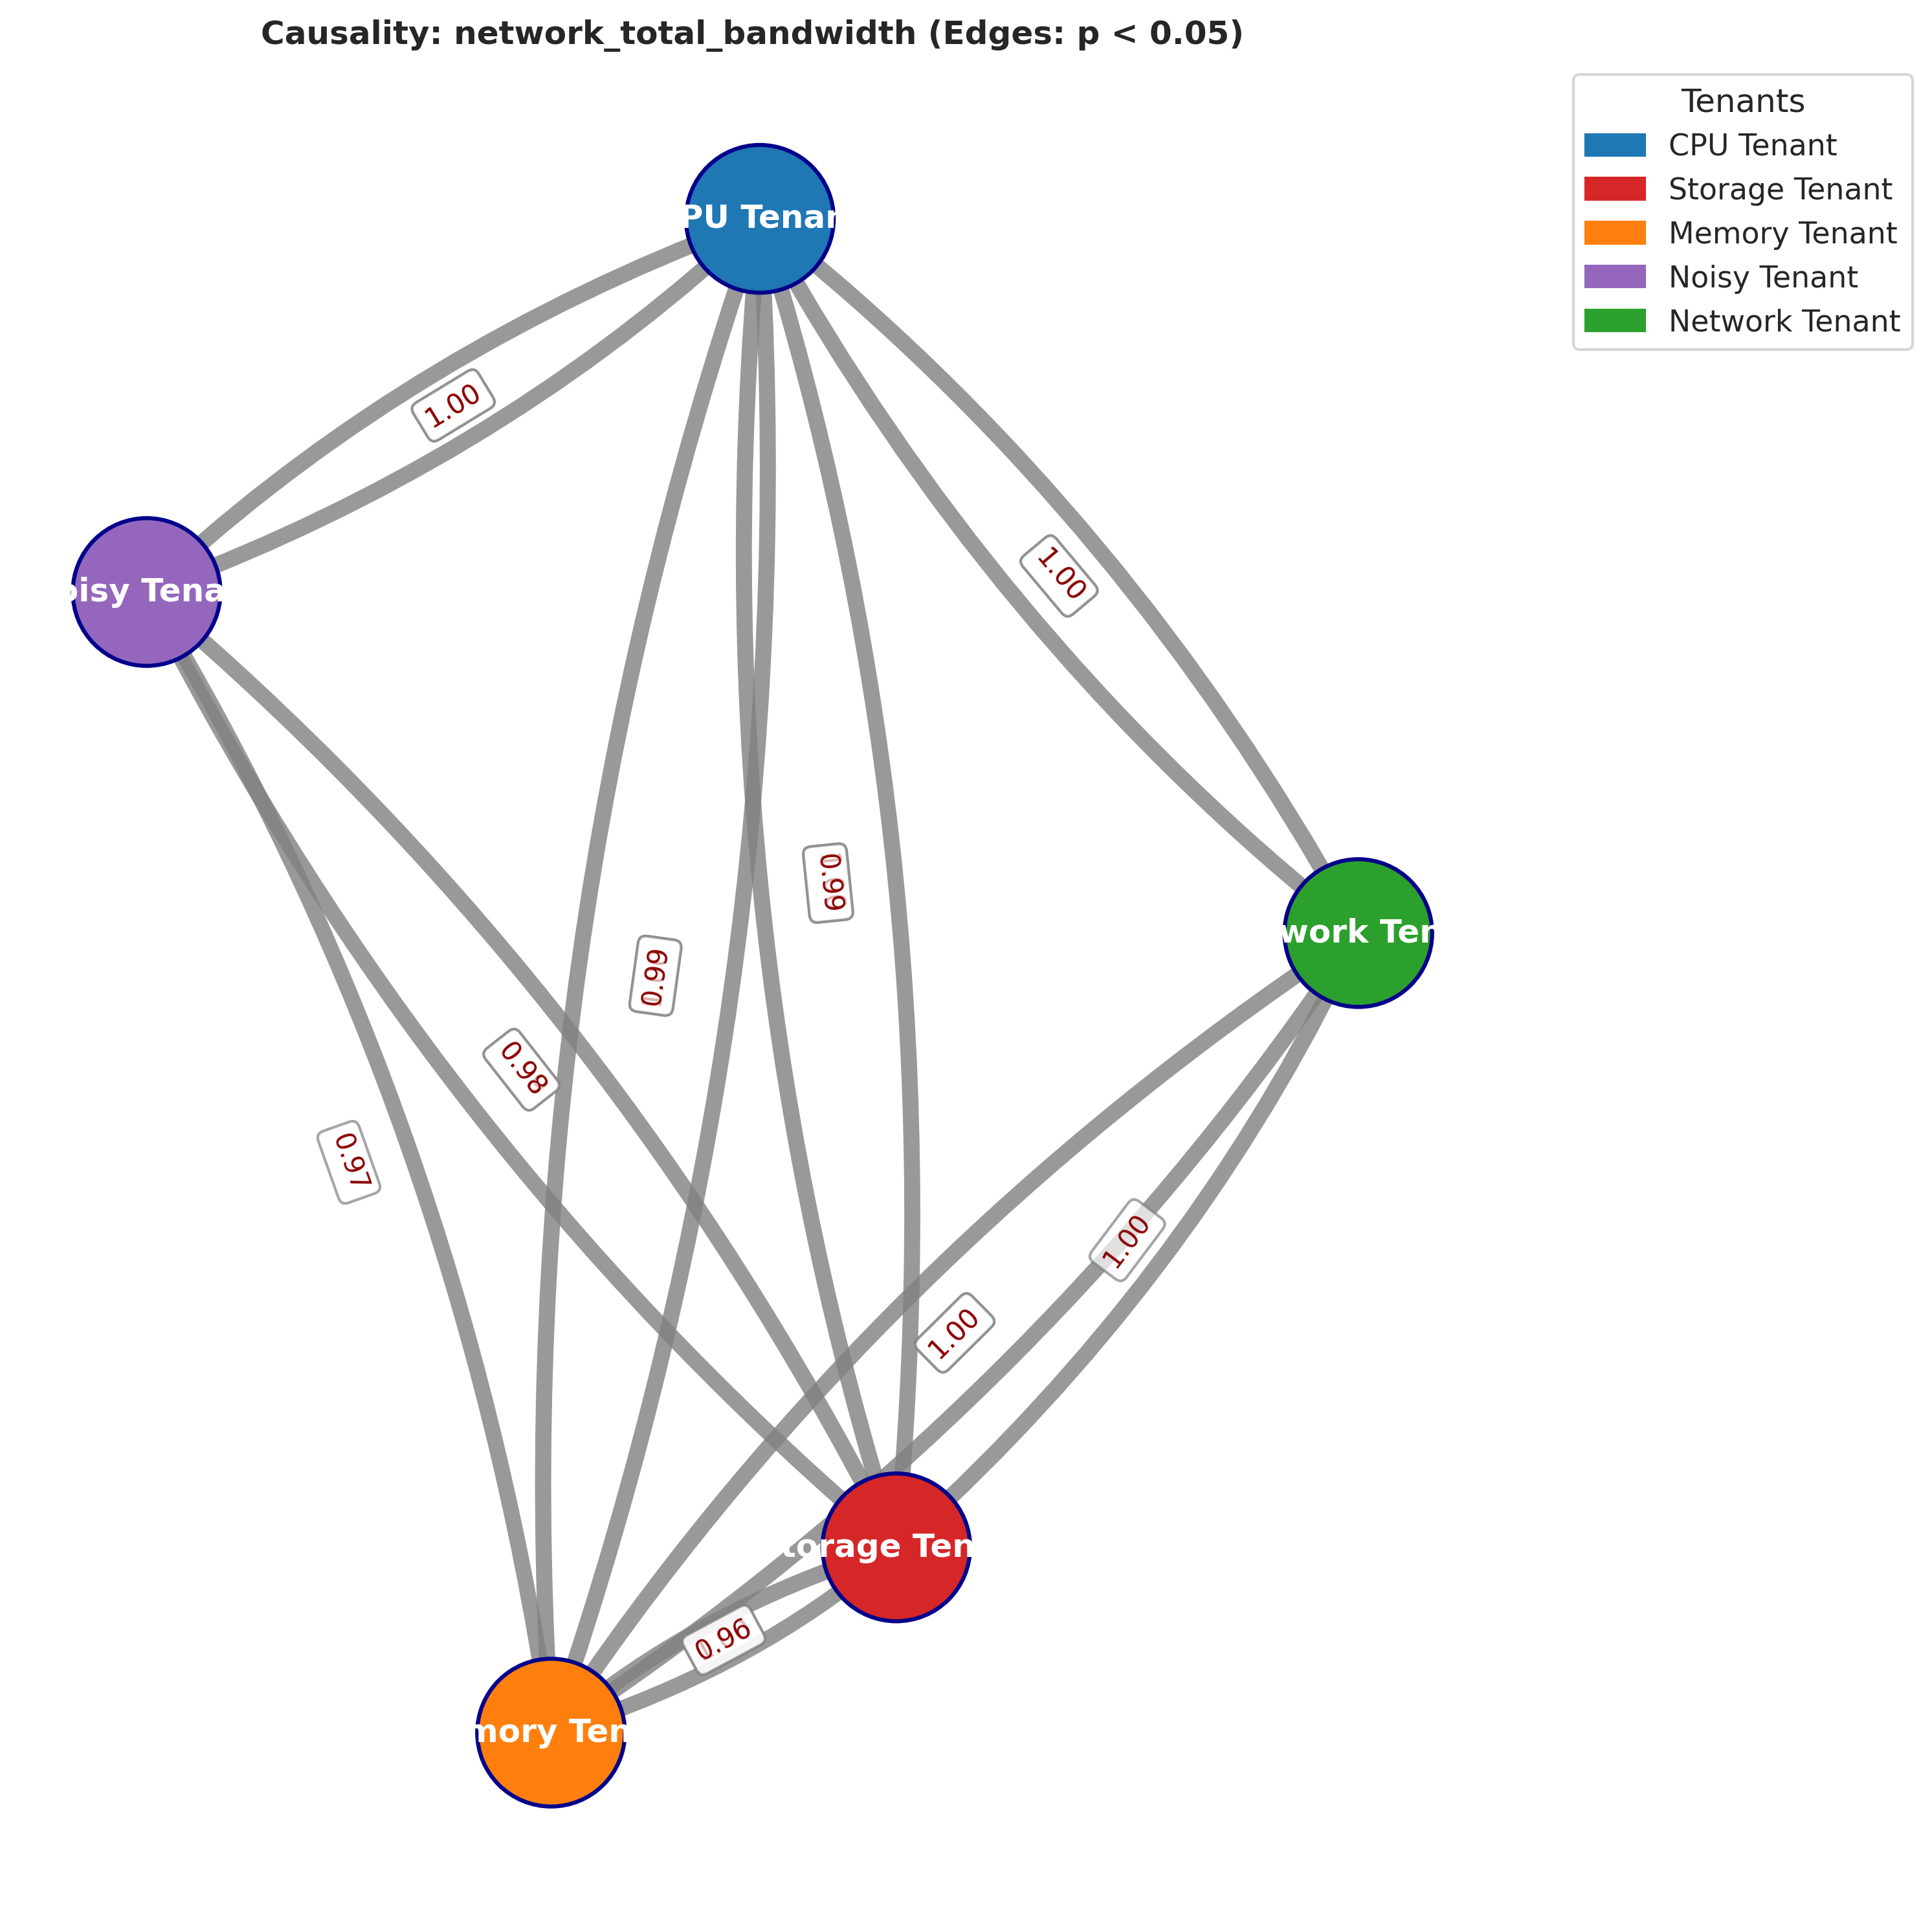 Causality: network_total_bandwidth (Edges: p < 0.05)
Tenants
CPU Tenant
Storage Tenant
Memory Tenant
Noisy Tenant
Network Tenant
PU Tenan
1.00
1.00
oisy Tena
0.99
work Ten
0.99
0.98
0.97
1.00
1.00
torage Ten
0.96
mory Ten